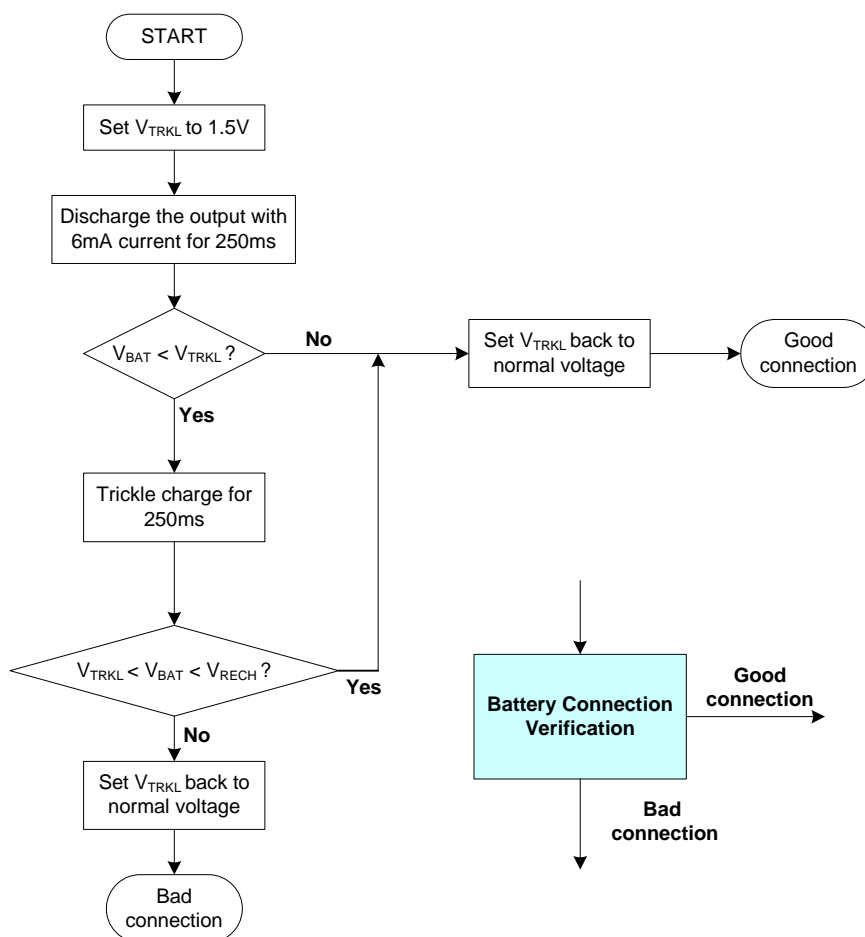 START
Set VTRKL to 1.5V
Discharge the output with
6mA current for 250ms
VBAT < VTRKL ?
No
Set VTRKL back to
normal voltage
Good
connection
Yes
Trickle charge for
250ms
VTRKL < VBAT < VRECH ?
Yes
No
Set VTRKL back to
normal voltage
Bad
connection
Battery Connection
Verification
Good
connection
Bad
connection